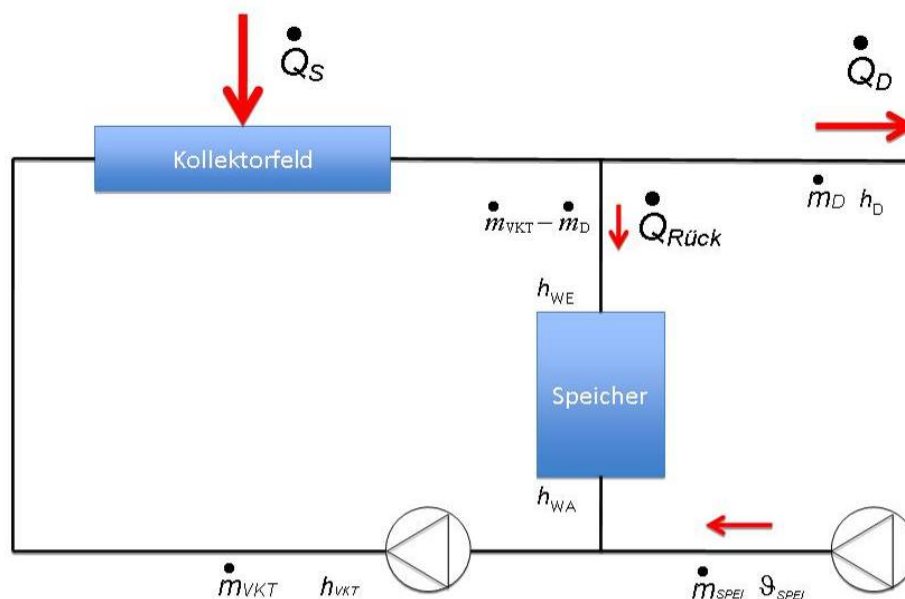 Q̇S
Q̇D
Kollektorfeld
ṁD hD
ṁVKT − ṁD
Q̇Rück
hWE
Speicher
hWA
ṁVKT hVKT
ṁSPEI ϑSPEI